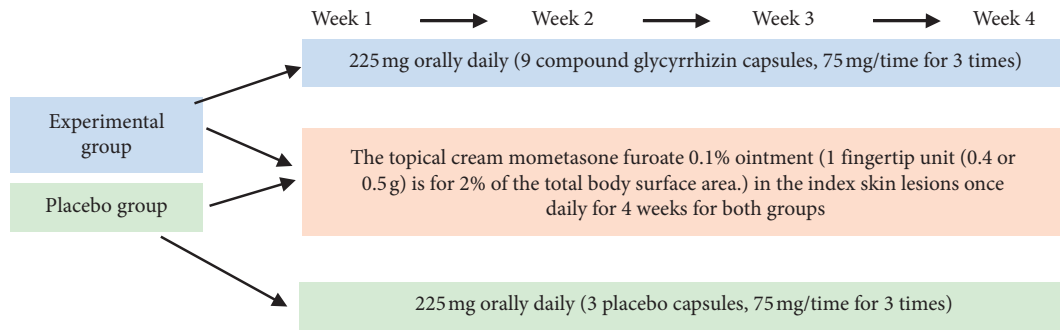 Week 1 Week 2 Week 3 Week 4
225 mg orally daily (9 compound glycyrrhizin capsules, 75 mg/time for 3 times)
Experimental
group
The topical cream mometasone furoate 0.1% ointment (1 fingertip unit (0.4 or
0.5 g) is for 2% of the total body surface area.) in the index skin lesions once
daily for 4 weeks for both groups
Placebo group
225 mg orally daily (3 placebo capsules, 75 mg/time for 3 times)